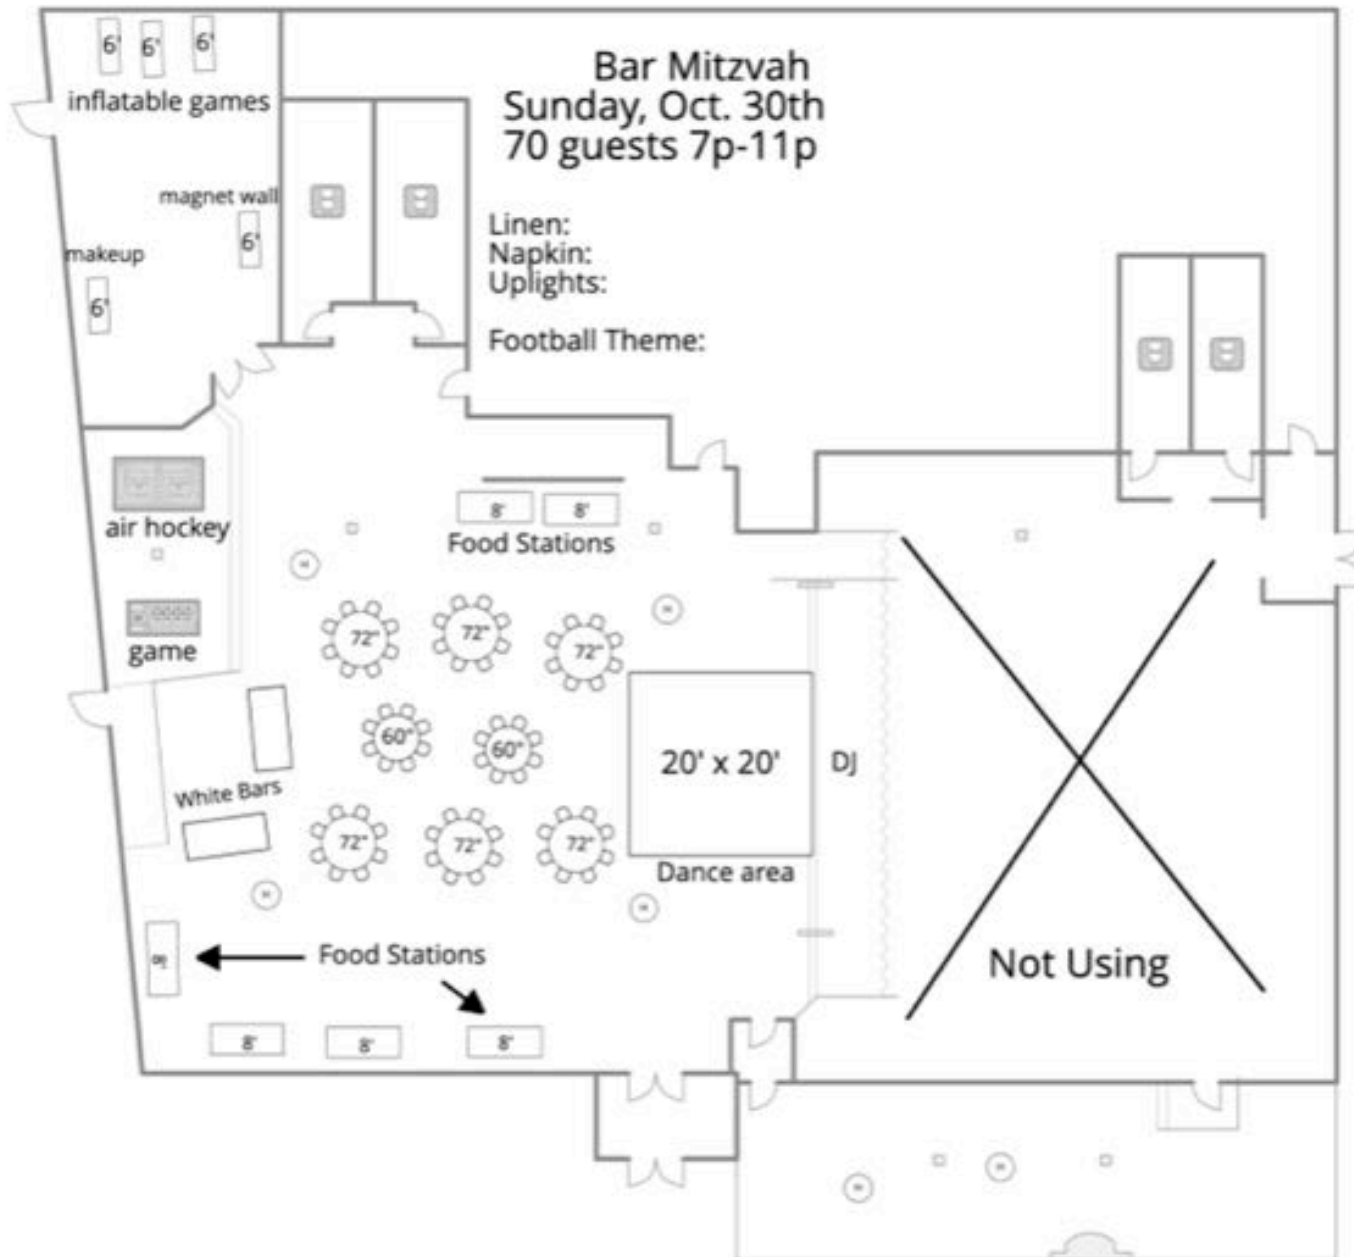 6'
6'
6'
inflatable games
Bar Mitzvah
Sunday, Oct. 30th
70 guests 7p-11p
magnet wall
6'
makeup
6'
Linen:
Napkin:
Uplights:
Football Theme:
air hockey
8'
8'
Food Stations
game
72"
72"
72"
60"
60"
20' x 20'
DJ
White Bars
72"
72"
72"
Dance area
Food Stations
8'
Not Using
8'
8'
8'